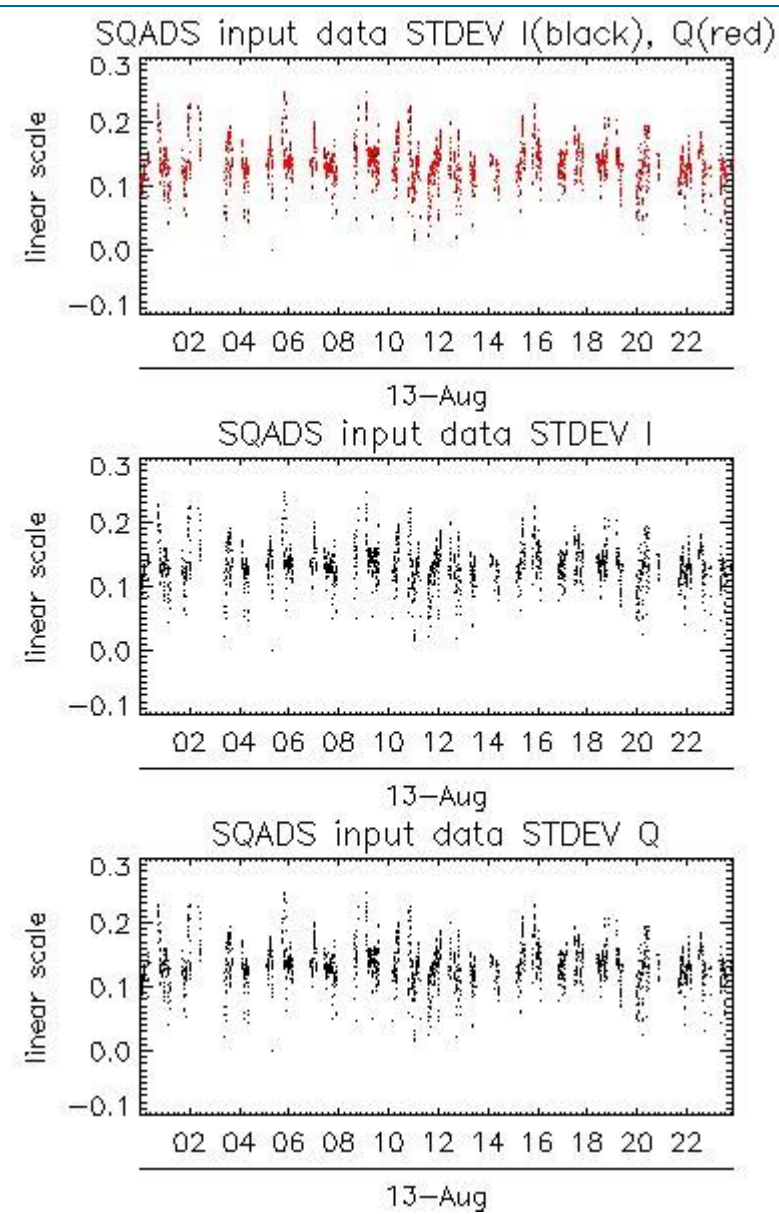 SQADS input data STDEV I(black), Q(red)
0.3
0.2
0.1
0.0
−0.1
linear scale
02 04 06 08 10 12 14 16 18 20 22
13−Aug
SQADS input data STDEV I
0.3
0.2
0.1
0.0
−0.1
linear scale
02 04 06 08 10 12 14 16 18 20 22
13−Aug
SQADS input data STDEV Q
0.3
0.2
0.1
0.0
−0.1
linear scale
02 04 06 08 10 12 14 16 18 20 22
13−Aug